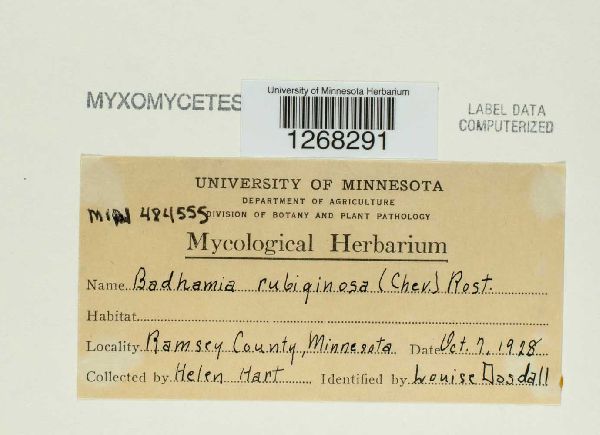 MYXOMYCETES
University of Minnesota Herbarium
1268291
LABEL DATA
COMPUTERIZED
UNIVERSITY OF MINNESOTA
DEPARTMENT OF AGRICULTURE
MIN 484555 DIVISION OF BOTANY AND PLANT PATHOLOGY
Mycological Herbarium
Name Badhamia rubiginosa (Chev.) Rost.
Habitat
Locality Ramsey County, Minnesota Date Oct. 7, 1928
Collected by Helen Hart Identified by Louise Dosdall